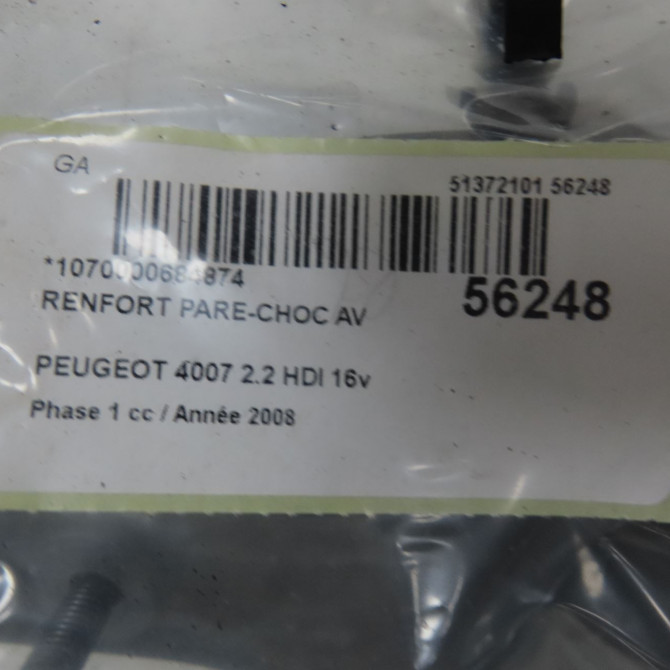 GA
51372101 56248
56248
RENFORT PARE-CHOC AV
PEUGEOT 4007 2.2 HDI 16v
Phase 1 cc / Année 2008